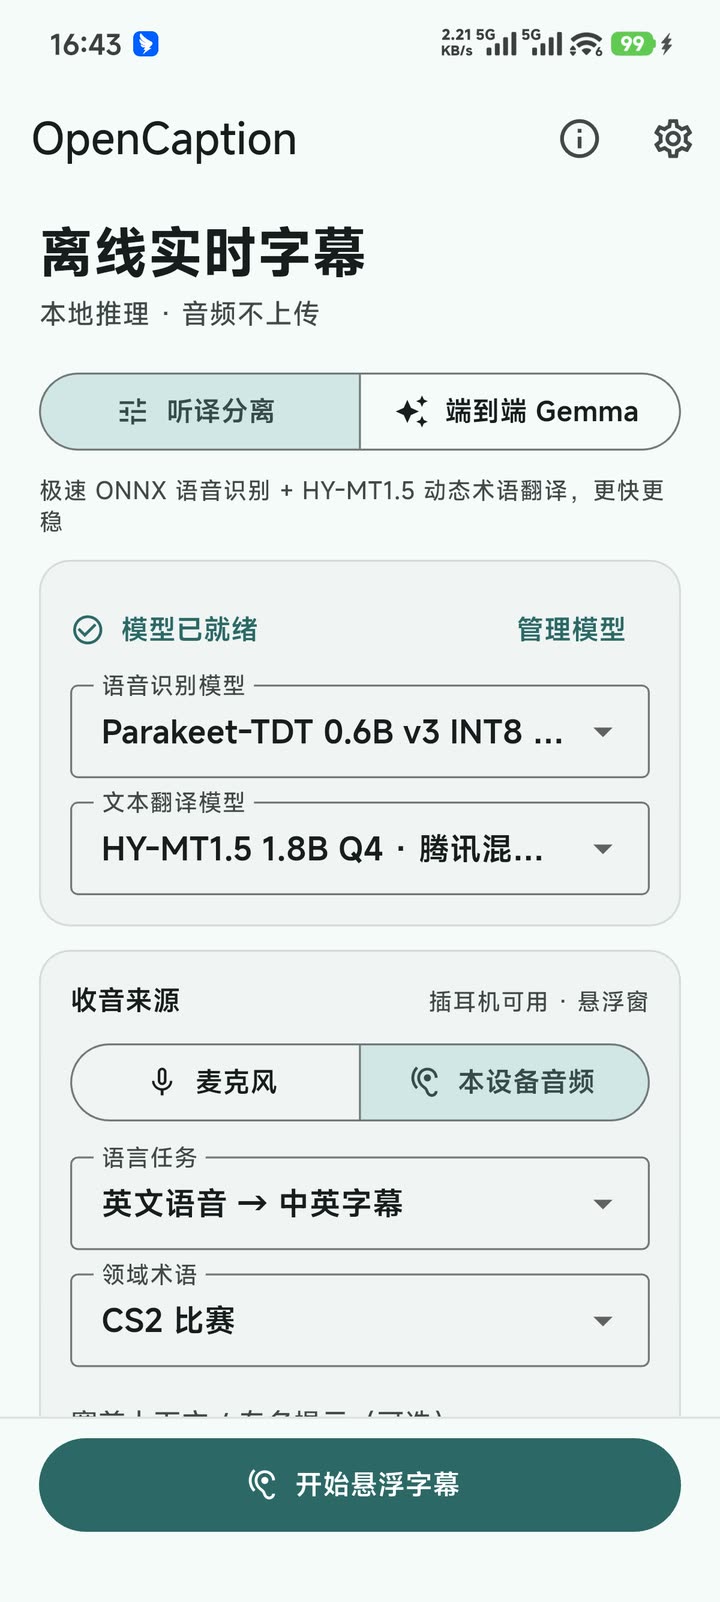 16:43
2.21 KB/s 5G 5G 6 99
OpenCaption
离线实时字幕
本地推理 · 音频不上传
听译分离
端到端 Gemma
极速 ONNX 语音识别 + HY-MT1.5 动态术语翻译，更快更
稳
模型已就绪
管理模型
语音识别模型
Parakeet-TDT 0.6B v3 INT8 ...
文本翻译模型
HY-MT1.5 1.8B Q4 · 腾讯混...
收音来源
插耳机可用 · 悬浮窗
麦克风
本设备音频
语言任务
英文语音 → 中英字幕
领域术语
CS2 比赛
开始悬浮字幕